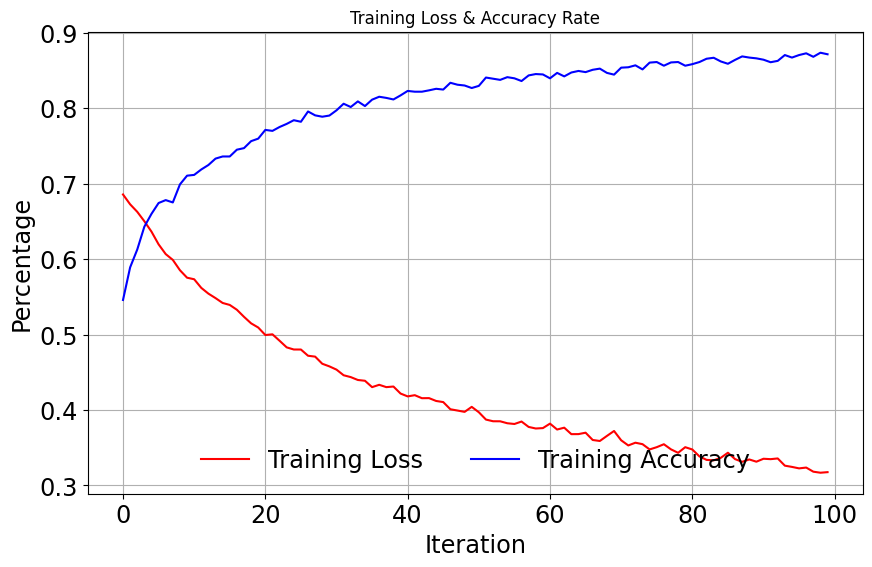 Training Loss & Accuracy Rate
Percentage
0.9
0.8
0.7
0.6
0.5
0.4
0.3
Training Loss Training Accuracy
0 20 40 60 80 100
Iteration